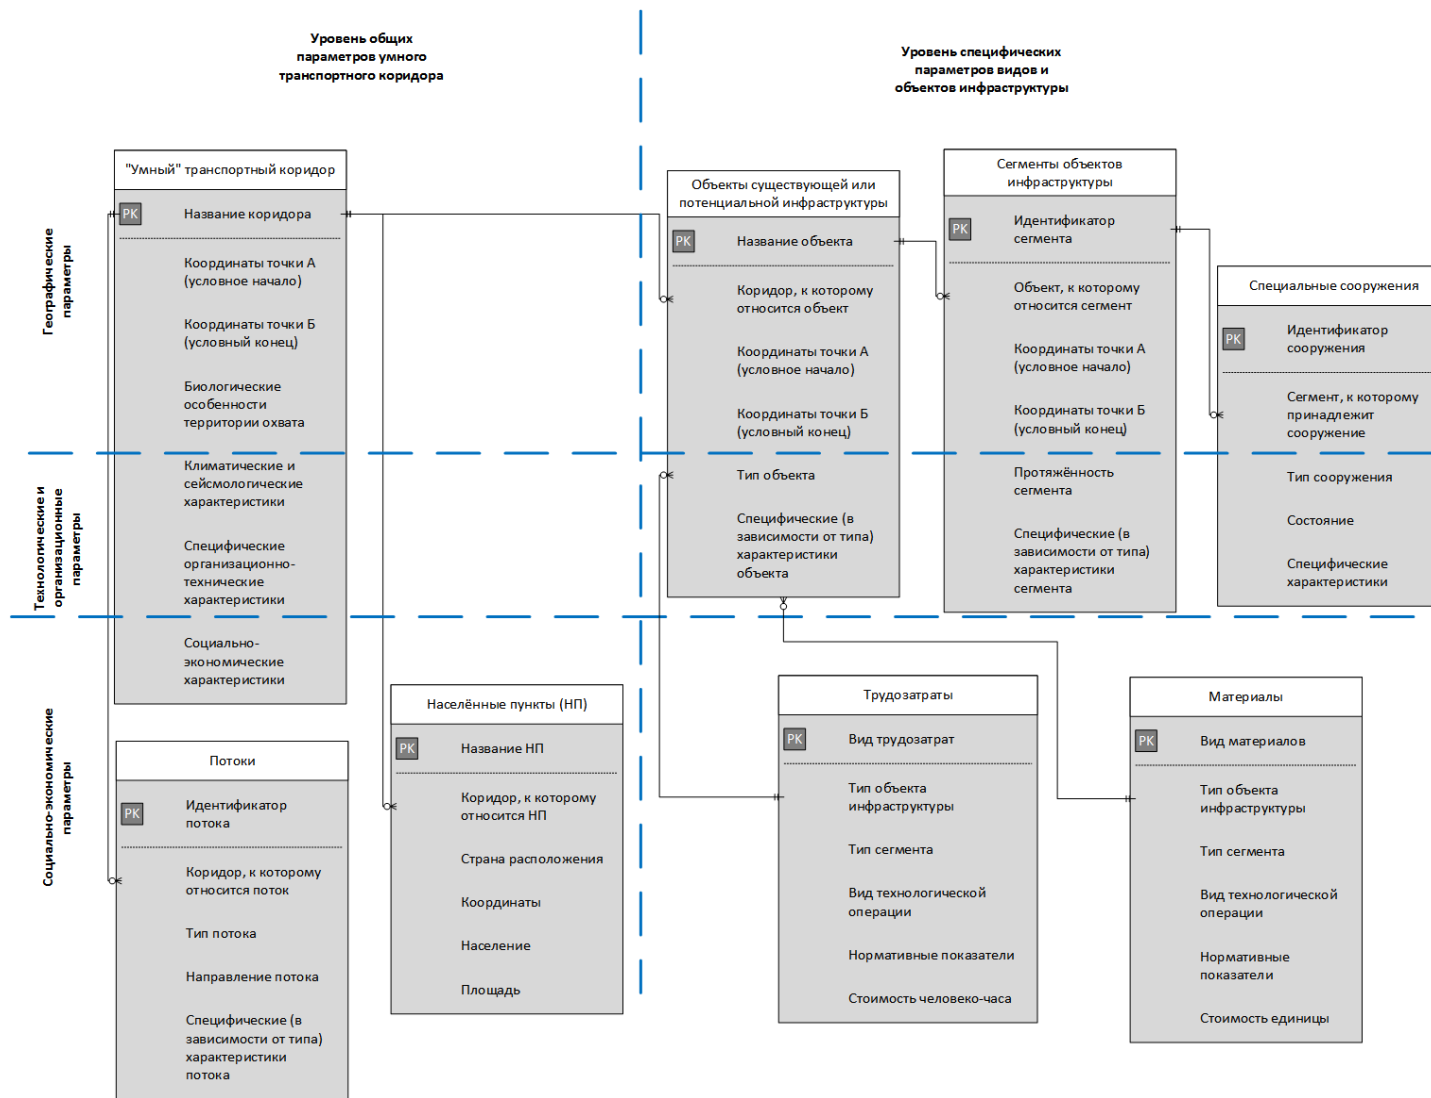 Уровень общих
параметров умного
транспортного коридора
Уровень специфических
параметров видов и
объектов инфраструктуры
Географические
параметры
Технологические и
организационные
параметры
Социально-экономические
параметры
"Умный" транспортный коридор
PK
Название коридора
Координаты точки А
(условное начало)
Координаты точки Б
(условный конец)
Биологические
особенности
территории охвата
Климатические и
сейсмологические
характеристики
Специфические
организационно-
технические
характеристики
Социально-
экономические
характеристики
Потоки
PK
Идентификатор
потока
Коридор, к которому
относится поток
Тип потока
Направление потока
Специфические (в
зависимости от типа)
характеристики
потока
Населённые пункты (НП)
PK
Название НП
Коридор, к которому
относится НП
Страна расположения
Координаты
Население
Площадь
Объекты существующей или
потенциальной инфраструктуры
PK
Название объекта
Коридор, к которому
относится объект
Координаты точки А
(условное начало)
Координаты точки Б
(условный конец)
Тип объекта
Специфические (в
зависимости от типа)
характеристики
объекта
Сегменты объектов
инфраструктуры
PK
Идентификатор
сегмента
Объект, к которому
относится сегмент
Координаты точки А
(условное начало)
Координаты точки Б
(условный конец)
Протяжённость
сегмента
Специфические (в
зависимости от типа)
характеристики
сегмента
Специальные сооружения
PK
Идентификатор
сооружения
Сегмент, к которому
принадлежит
сооружение
Тип сооружения
Состояние
Специфические
характеристики
Трудозатраты
PK
Вид трудозатрат
Тип объекта
инфраструктуры
Тип сегмента
Вид технологической
операции
Нормативные показатели
Стоимость человеко-часа
Материалы
PK
Вид материалов
Тип объекта
инфраструктуры
Тип сегмента
Вид технологической
операции
Нормативные
показатели
Стоимость единицы